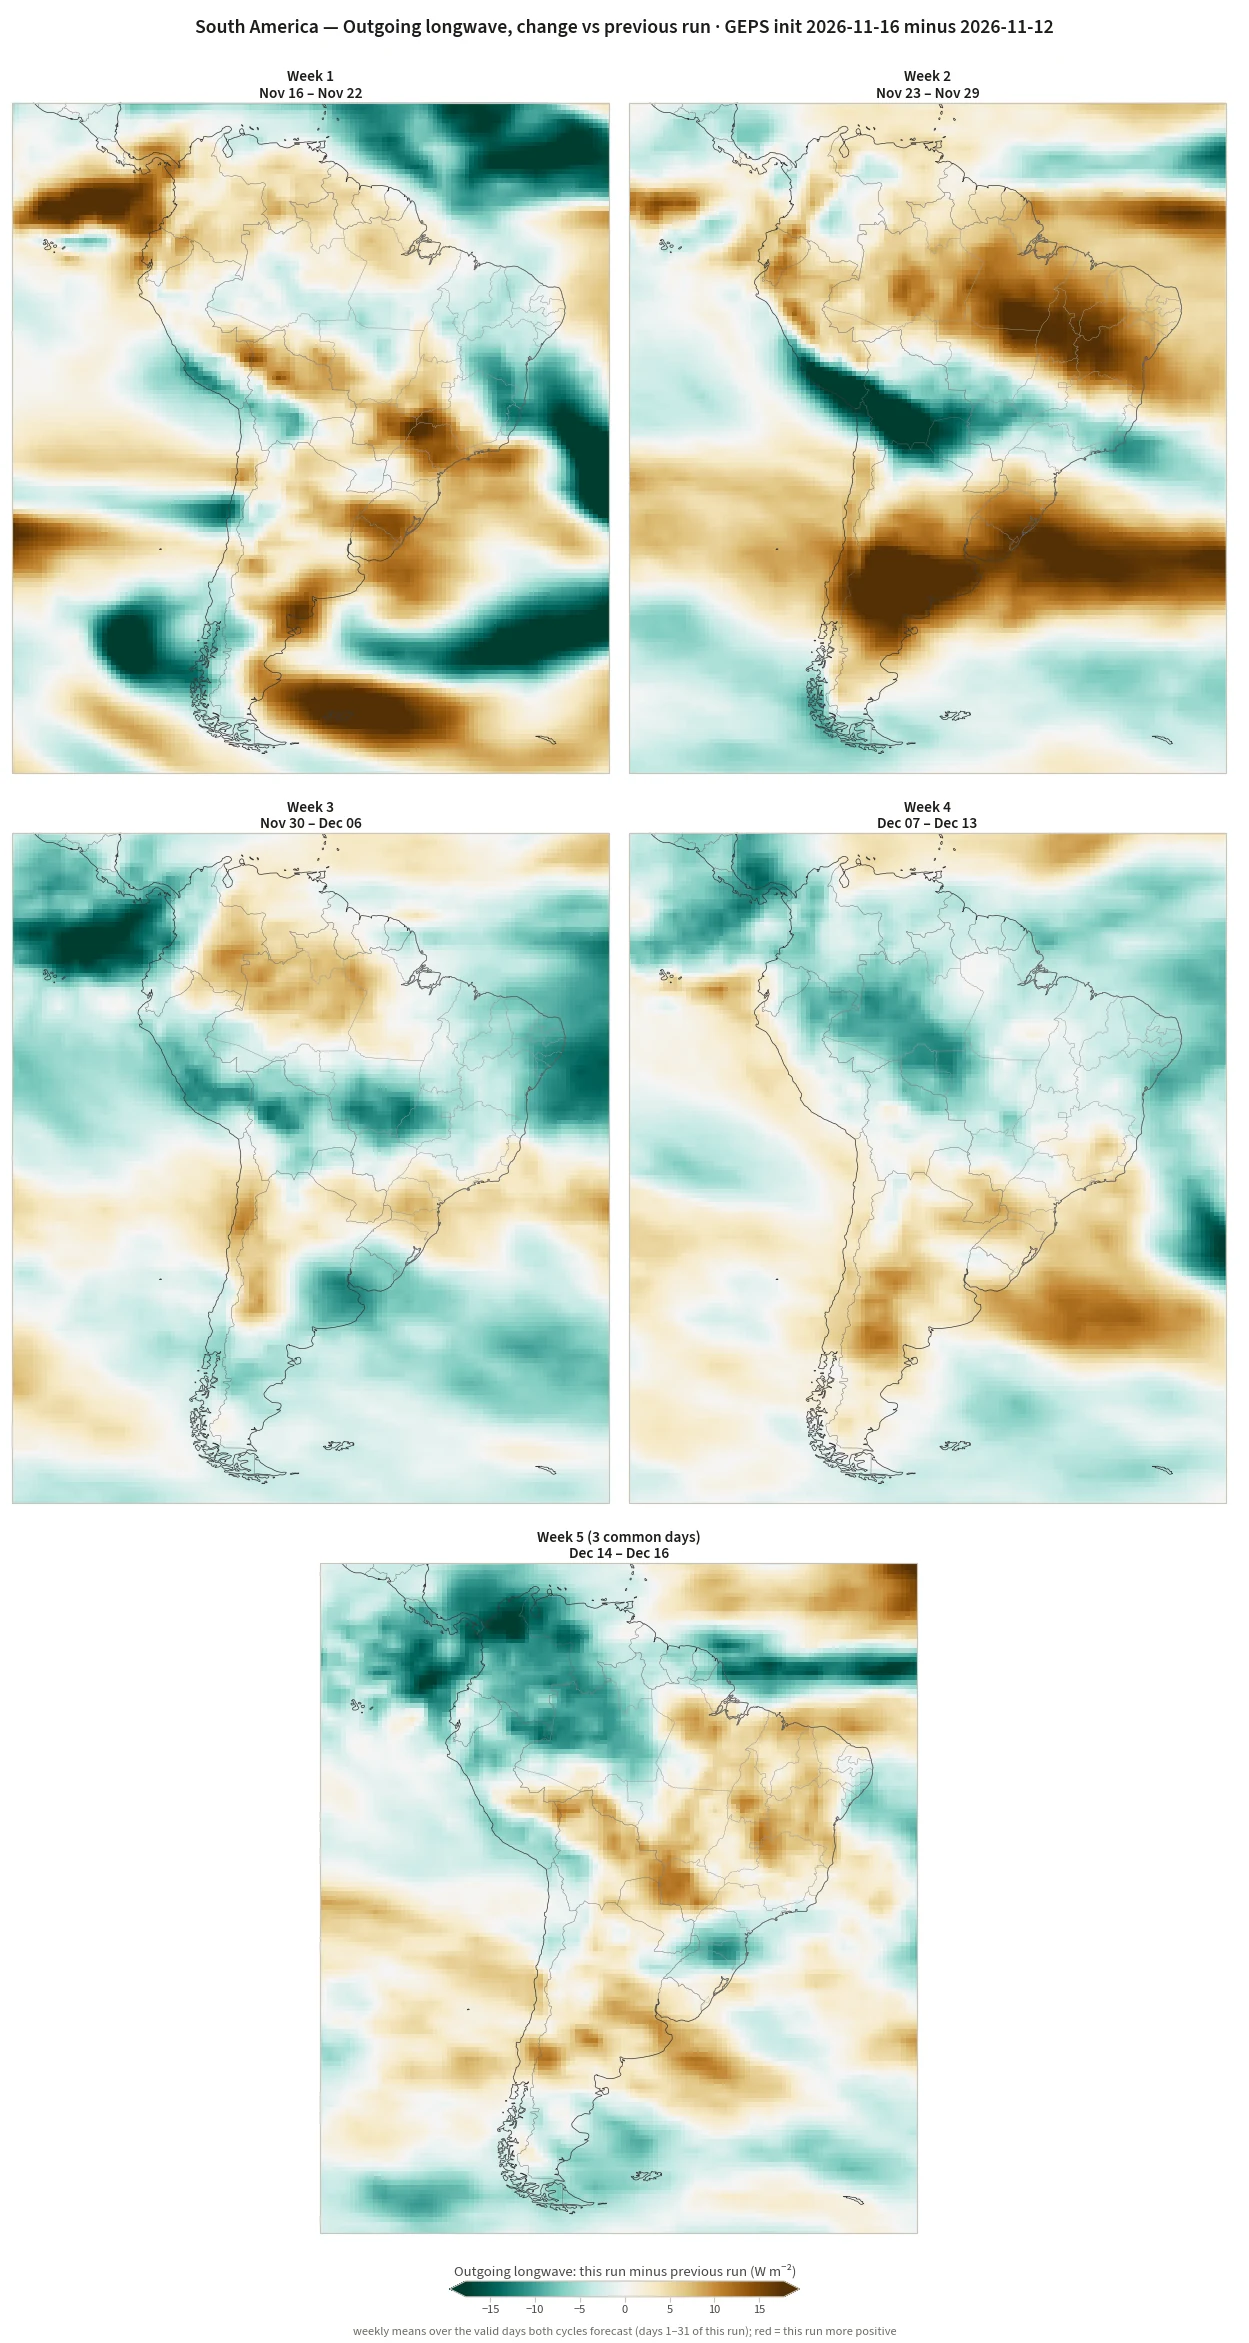 South America — Outgoing longwave, change vs previous run · GEPS init 2026-11-16 minus 2026-11-12
Week 1
Nov 16 – Nov 22
Week 2
Nov 23 – Nov 29
Week 3
Nov 30 – Dec 06
Week 4
Dec 07 – Dec 13
Week 5 (3 common days)
Dec 14 – Dec 16
Outgoing longwave: this run minus previous run (W m⁻²)
−15 −10 −5 0 5 10 15
weekly means over the valid days both cycles forecast (days 1–31 of this run); red = this run more positive